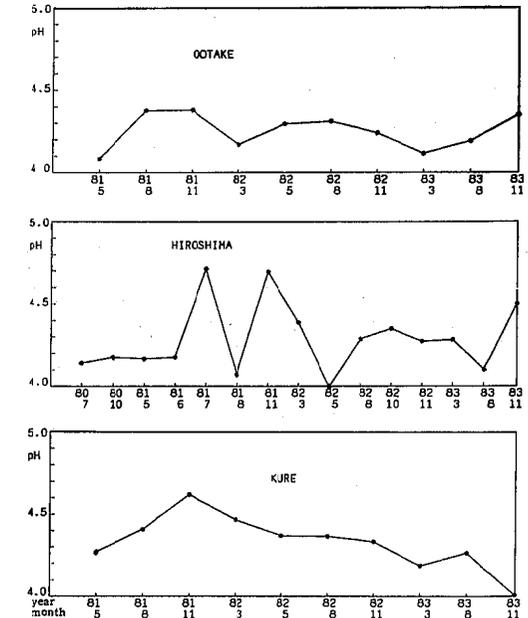 5.0
pH
OOTAKE
4.5
4.0
81 81 81 82 82 82 82 83 83 83
5 8 11 3 5 8 11 3 8 11
5.0
pH
HIROSHIMA
4.5
4.0
80 80 81 81 81 81 81 82 82 82 82 82 83 83 83
7 10 5 6 7 8 11 3 5 8 10 11 3 8 11
5.0
pH
KURE
4.5
4.0
year 81 81 81 82 82 82 82 83 83 83
month 5 8 11 3 5 8 11 3 8 11